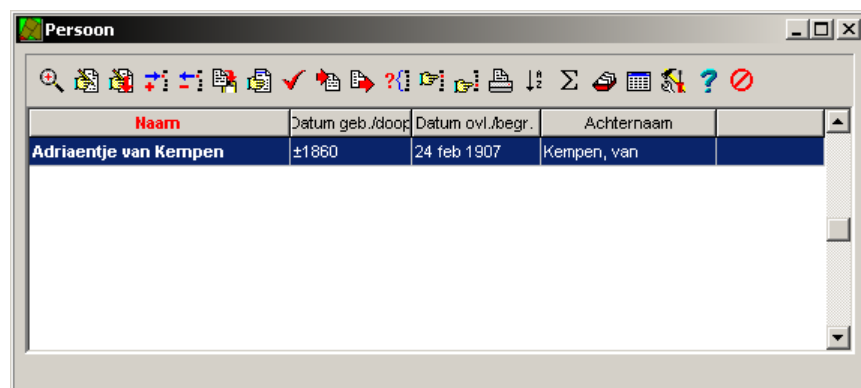 Persoon
Naam Datum geb./doop Datum ovl./begr. Achternaam
Adriaentje van Kempen ±1860 24 feb 1907 Kempen, van